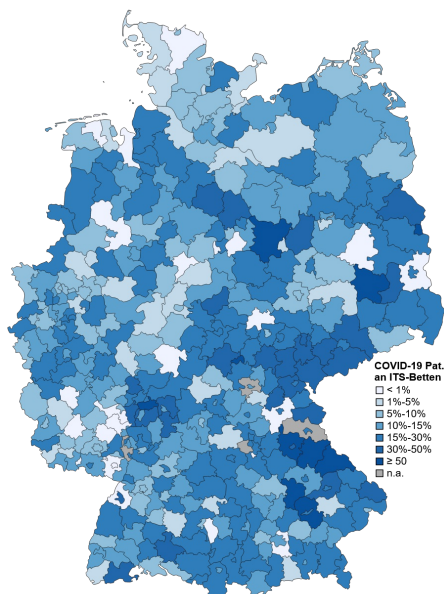 COVID-19 Pat.
an ITS-Betten
< 1%
1%-5%
5%-10%
10%-15%
15%-30%
30%-50%
≥ 50
n.a.